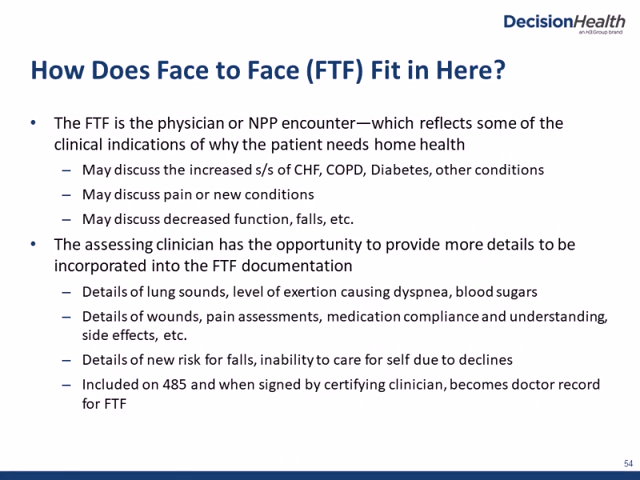 DecisionHealth
an H3Group brand
How Does Face to Face (FTF) Fit in Here?
• The FTF is the physician or NPP encounter—which reflects some of the
clinical indications of why the patient needs home health
– May discuss the increased s/s of CHF, COPD, Diabetes, other conditions
– May discuss pain or new conditions
– May discuss decreased function, falls, etc.
• The assessing clinician has the opportunity to provide more details to be
incorporated into the FTF documentation
– Details of lung sounds, level of exertion causing dyspnea, blood sugars
– Details of wounds, pain assessments, medication compliance and understanding,
side effects, etc.
– Details of new risk for falls, inability to care for self due to declines
– Included on 485 and when signed by certifying clinician, becomes doctor record
for FTF
54